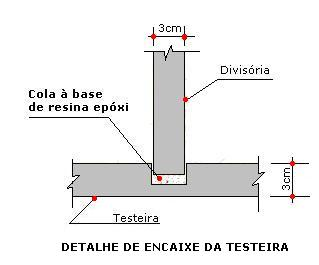 3cm
Divisória
Cola à base
de resina epóxi
3cm
Testeira
DETALHE DE ENCAIXE DA TESTEIRA